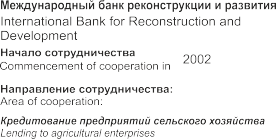 Международный банк реконструкции и развития
International Bank for Reconstruction and
Development
Начало сотрудничества
Commencement of cooperation in 2002
Направление сотрудничества:
Area of cooperation:
Кредитование предприятий сельского хозяйства
Lending to agricultural enterprises